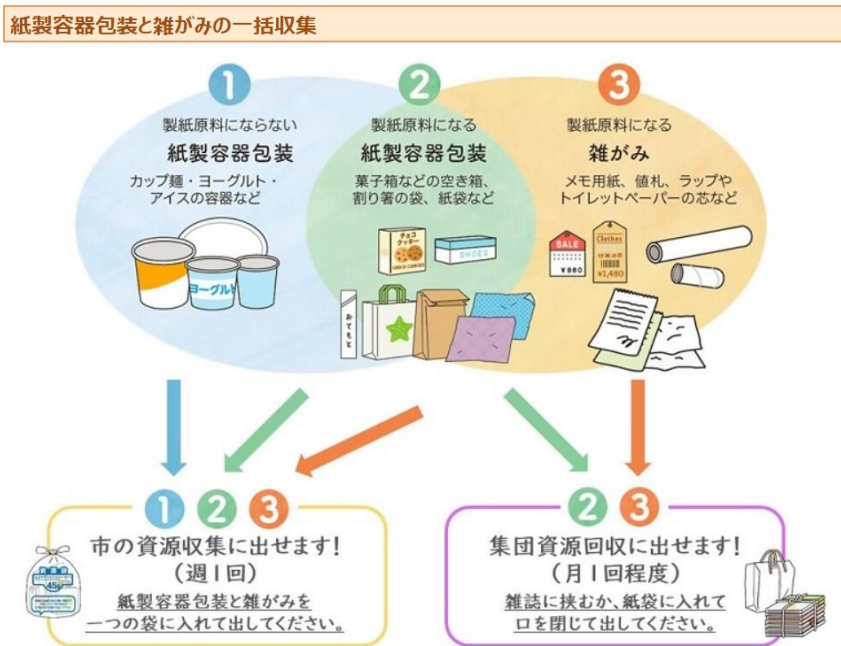 紙製容器包装と雑がみの一括収集
1
製紙原料にならない
紙製容器包装
カップ麺・ヨーグルト・
アイスの容器など
ヨーグルト
2
製紙原料になる
紙製容器包装
菓子箱などの空き箱、
割り箸の袋、紙袋など
チョコ
クッキー
CHOCO COOKIES
SHOES
おてもと
3
製紙原料になる
雑がみ
メモ用紙、値札、ラップや
トイレットペーパーの芯など
SALE
¥980
Clothes
¥1,480
1 2 3
市の資源収集に出せます!
(週1回)
紙製容器包装と雑がみを
一つの袋に入れて出してください。
資源袋
45ℓ
2 3
集団資源回収に出せます!
(月1回程度)
雑誌に挟むか、紙袋に入れて
口を閉じて出してください。